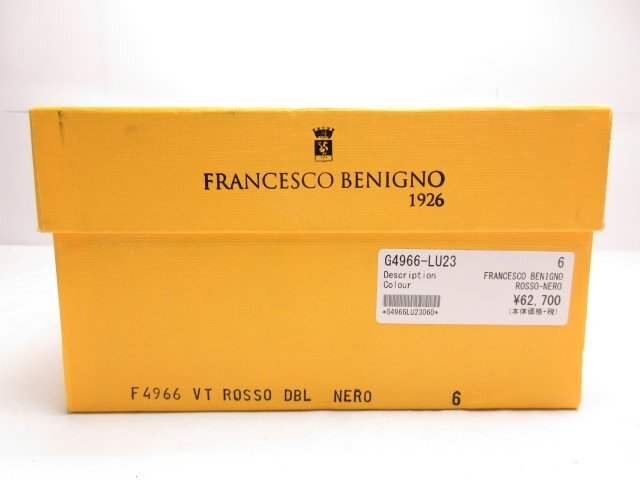 FRANCESCO BENIGNO
1926
G4966-LU23 6
Description FRANCESCO BENIGNO
Colour ROSSO-NERO
¥62,700
*G4966LU23060* (本体価格+税)
F4966 VT ROSSO DBL NERO 6